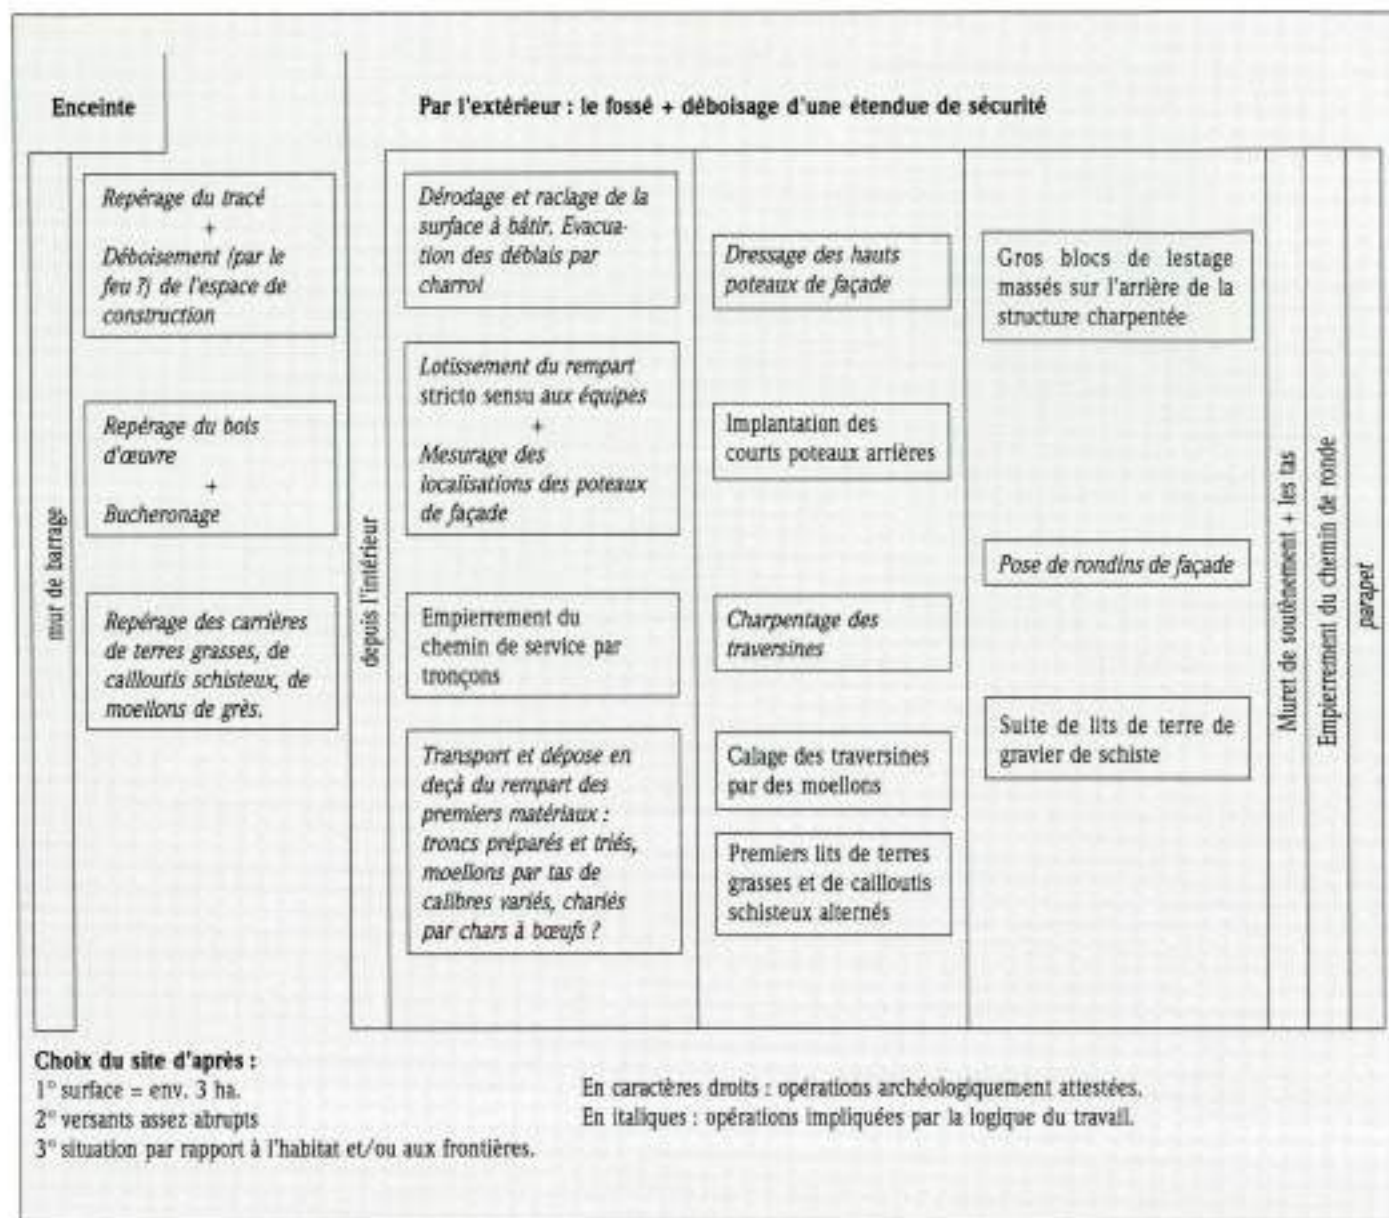 Enceinte
Par l'extérieur : le fossé + déboisage d'une étendue de sécurité
mur de barrage
Repérage du tracé
+
Déboisement (par le
feu ?) de l'espace de
construction
Repérage du bois
d'œuvre
+
Bucheronage
Repérage des carrières
de terres grasses, de
cailloutis schisteux, de
moellons de grès.
depuis l'intérieur
Dérodage et raclage de la
surface à bâtir. Evacua-
tion des déblais par
charroi
Lotissement du rempart
stricto sensu aux équipes
+
Mesurage des
localisations des poteaux
de façade
Empierrement du
chemin de service par
tronçons
Transport et dépose en
deçà du rempart des
premiers matériaux :
troncs préparés et triés,
moellons par tas de
calibres variés, chariés
par chars à bœufs ?
Dressage des hauts
poteaux de façade
Implantation des
courts poteaux arrières
Charpentage des
traversines
Calage des traversines
par des moellons
Premiers lits de terres
grasses et de cailloutis
schisteux alternés
Gros blocs de lestage
massés sur l'arrière de la
structure charpentée
Pose de rondins de façade
Suite de lits de terre de
gravier de schiste
Muret de soutènement + les tas
Empierrement du chemin de ronde
parapet
Choix du site d'après :
1° surface = env. 3 ha.
2° versants assez abrupts
3° situation par rapport à l'habitat et/ou aux frontières.
En caractères droits : opérations archéologiquement attestées.
En italiques : opérations impliquées par la logique du travail.